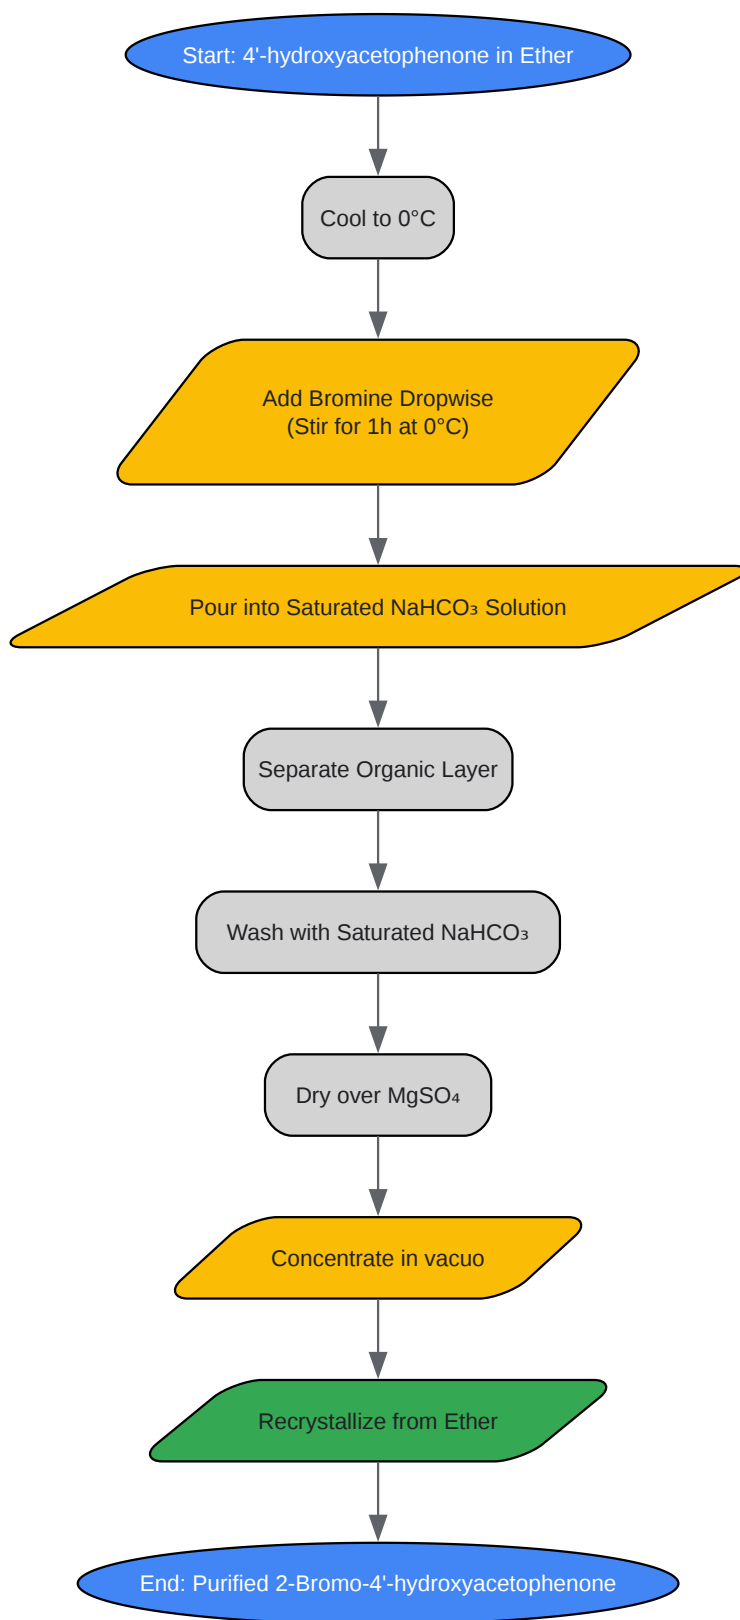 Start: 4'-hydroxyacetophenone in Ether
Cool to 0°C
Add Bromine Dropwise
(Stir for 1h at 0°C)
Pour into Saturated NaHCO₃ Solution
Separate Organic Layer
Wash with Saturated NaHCO₃
Dry over MgSO₄
Concentrate in vacuo
Recrystallize from Ether
End: Purified 2-Bromo-4'-hydroxyacetophenone